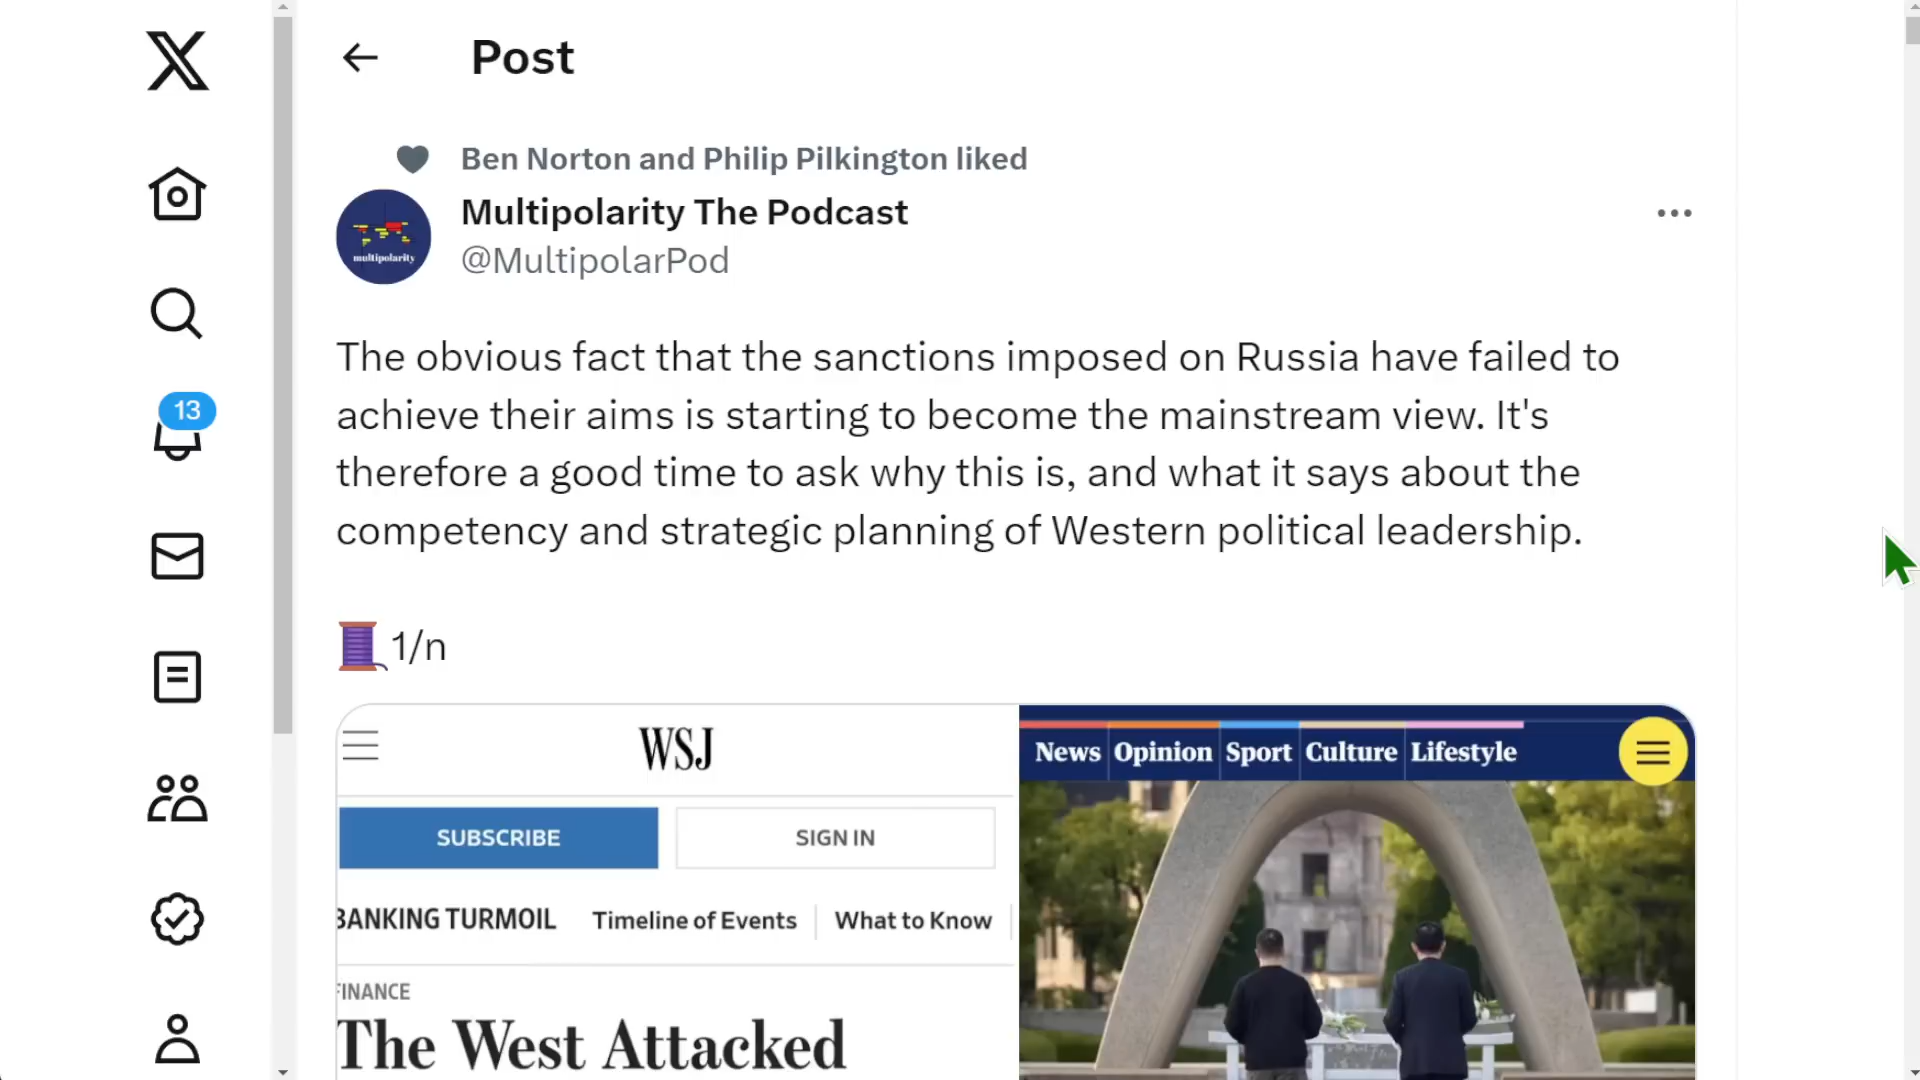 Post
Ben Norton and Philip Pilkington liked
Multipolarity The Podcast
@MultipolarPod
multipolarity
The obvious fact that the sanctions imposed on Russia have failed to
achieve their aims is starting to become the mainstream view. It's
therefore a good time to ask why this is, and what it says about the
competency and strategic planning of Western political leadership.
13
1/n
WSJ
SUBSCRIBE
SIGN IN
BANKING TURMOIL
Timeline of Events
What to Know
FINANCE
The West Attacked
News
Opinion
Sport
Culture
Lifestyle